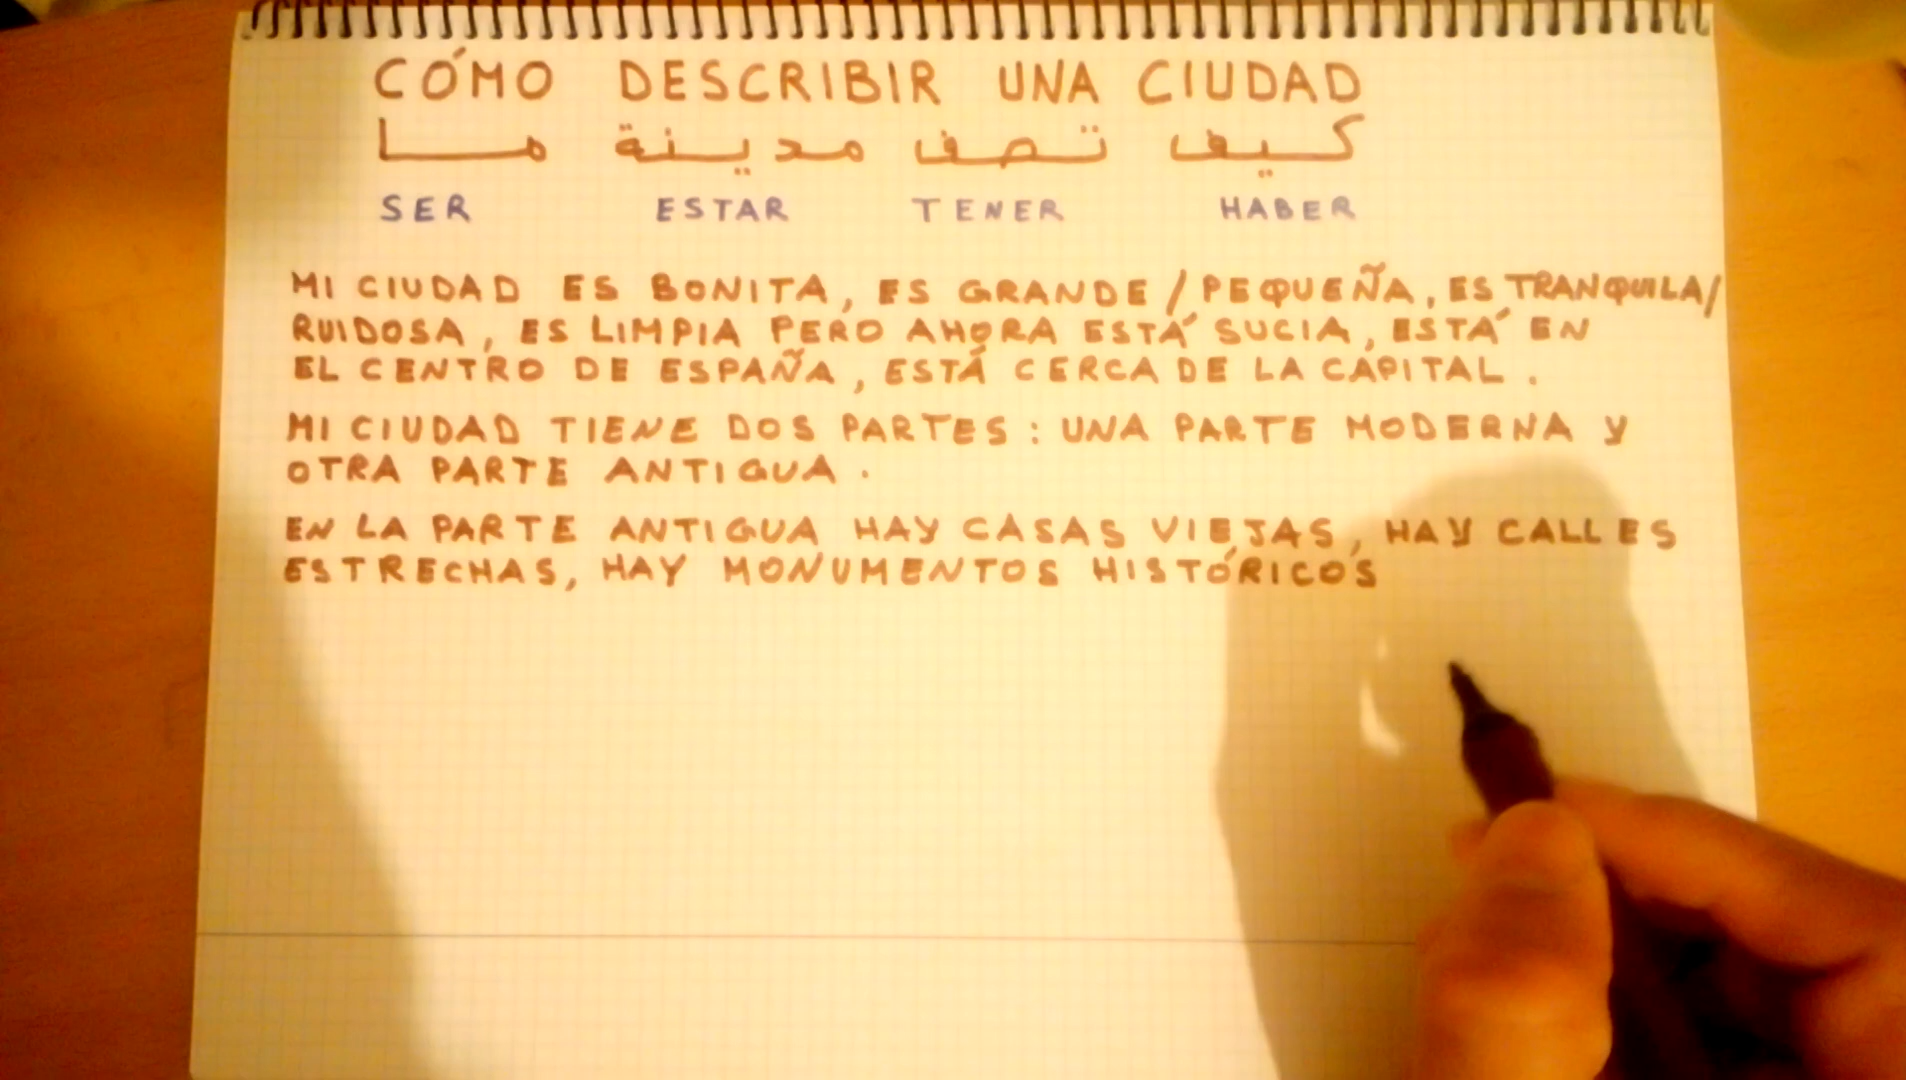 CÓMO DESCRIBIR UNA CIUDAD
كيف تصف مدينة ما
SER ESTAR TENER HABER
MI CIUDAD ES BONITA, ES GRANDE/PEQUEÑA, ES TRANQUILA/
RUIDOSA, ES LIMPIA PERO AHORA ESTÁ SUCIA, ESTÁ EN
EL CENTRO DE ESPAÑA, ESTÁ CERCA DE LA CAPITAL.
MI CIUDAD TIENE DOS PARTES: UNA PARTE MODERNA Y
OTRA PARTE ANTIGUA.
EN LA PARTE ANTIGUA HAY CASAS VIEJAS, HAY CALLES
ESTRECHAS, HAY MONUMENTOS HISTÓRICOS